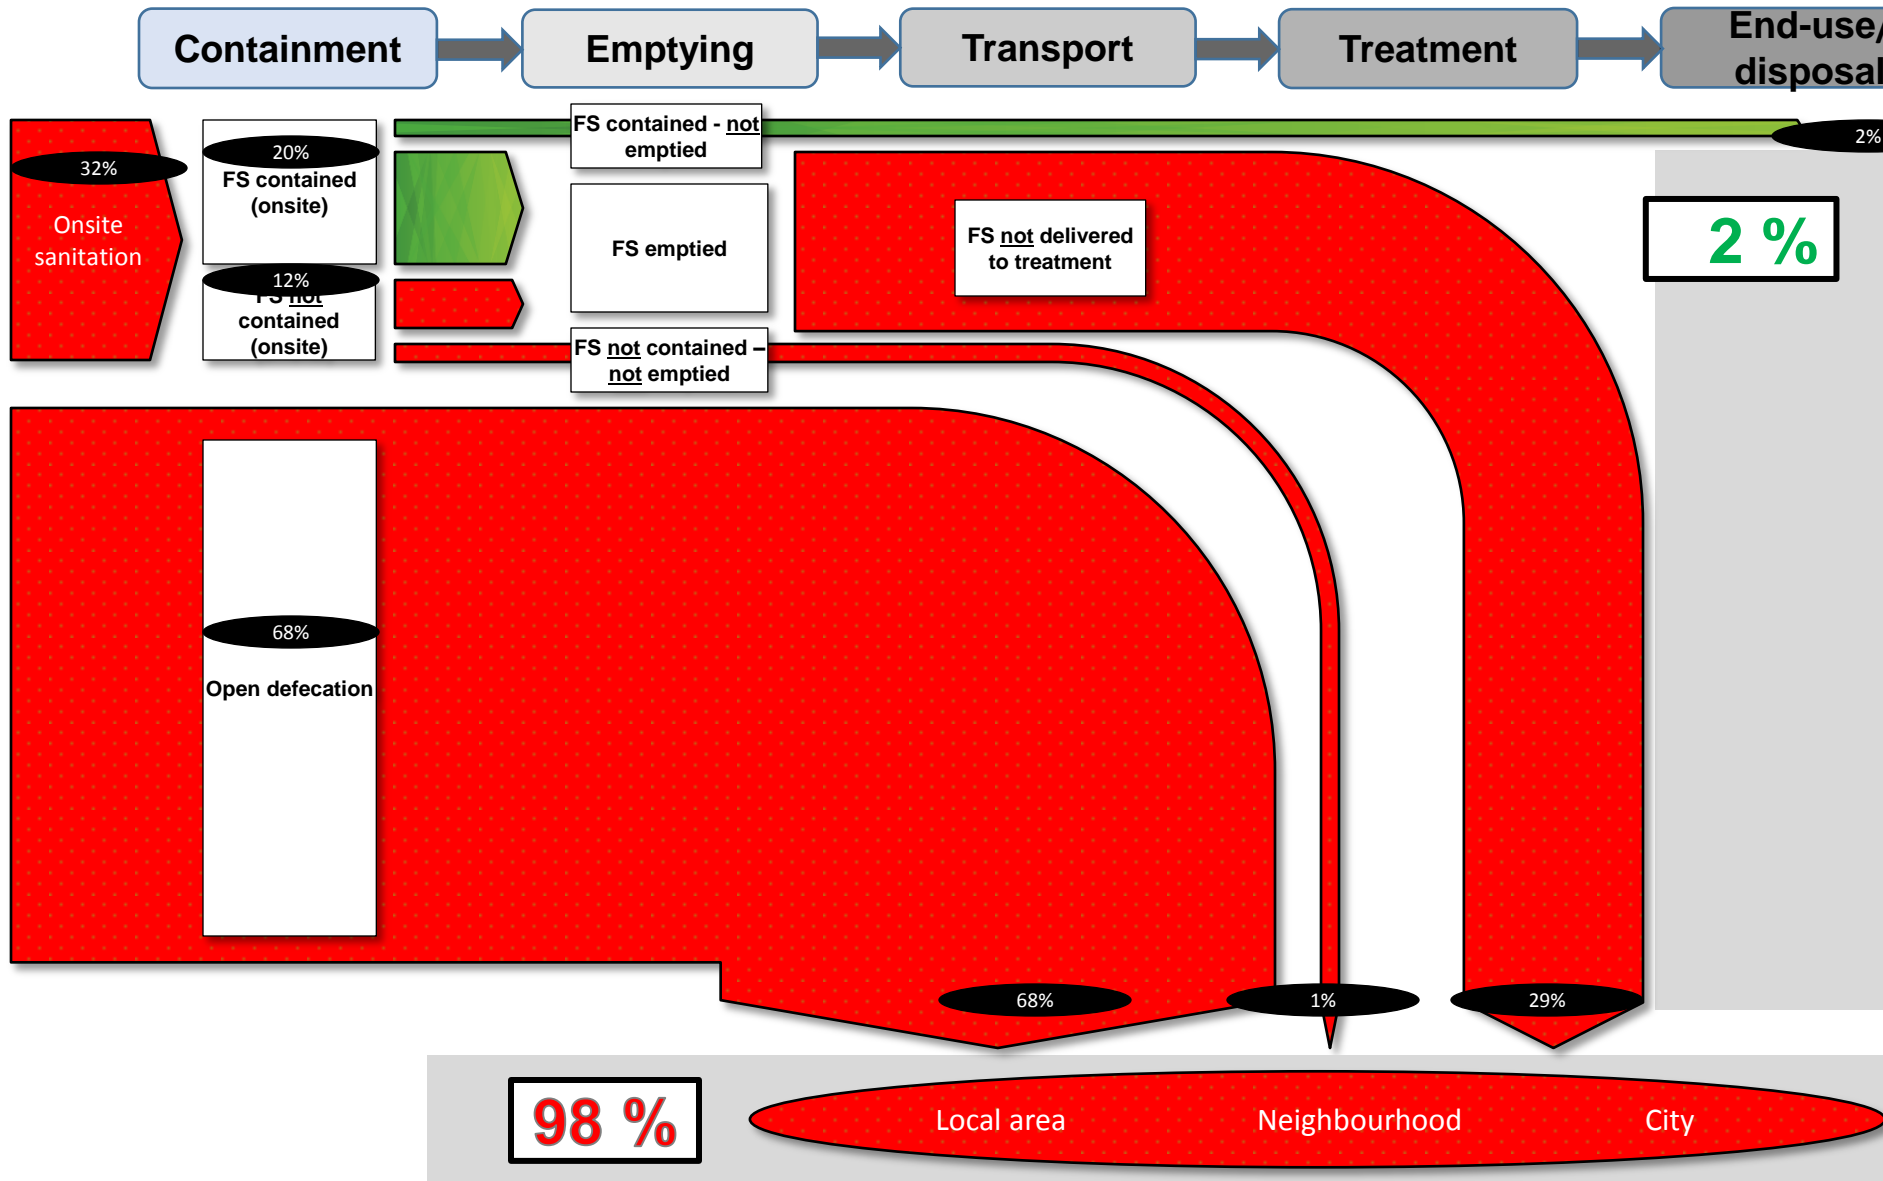 Containment
Emptying
Transport
Treatment
End-use/
disposal
32%
Onsite
sanitation
20%
FS contained
(onsite)
12%
FS not
contained
(onsite)
FS contained - not
emptied
FS emptied
FS not contained –
not emptied
FS not delivered
to treatment
2%
2 %
68%
Open defecation
68%
1%
29%
98 %
Local area
Neighbourhood
City